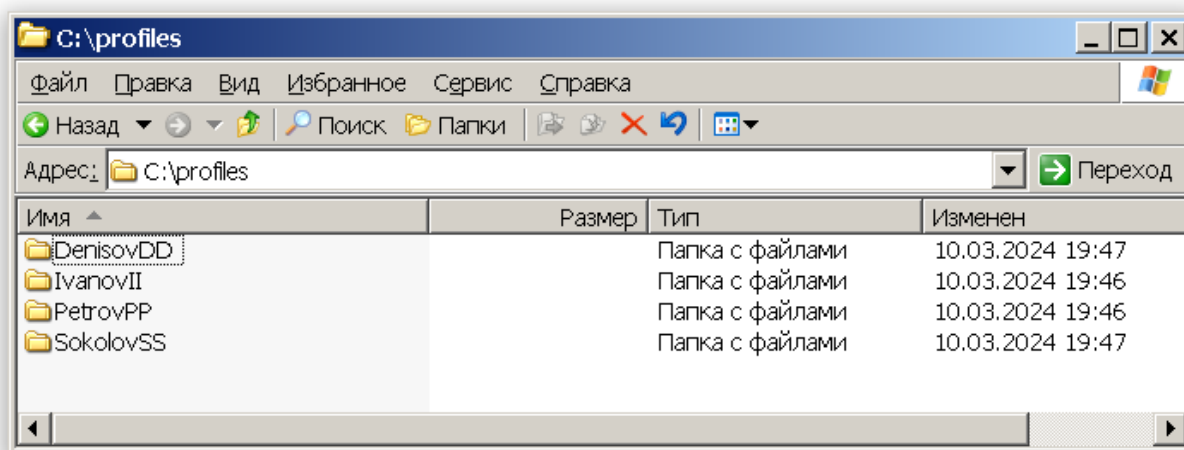 C:\profiles
Файл Правка Вид Избранное Сервис Справка
Назад Поиск Папки
Адрес: C:\profiles Переход
Имя Размер Тип Изменен
DenisovDD Папка с файлами 10.03.2024 19:47
IvanovII Папка с файлами 10.03.2024 19:46
PetrovPP Папка с файлами 10.03.2024 19:46
SokolovSS Папка с файлами 10.03.2024 19:47